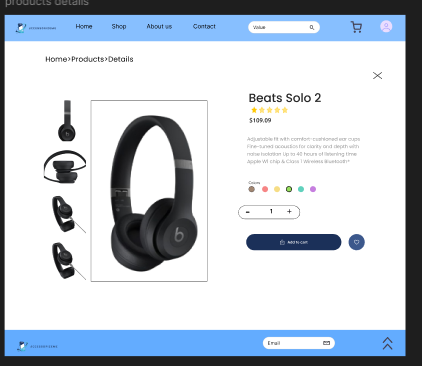 products details
Home Shop About us Contact Value
Home>Products>Details
Beats Solo 2
$109.09
Adjustable fit with comfort-cushioned ear cups
Fine-tuned acoustics for clarity and depth with
noise isolation Up to 40 hours of listening time
Apple W1 chip & Class 1 Wireless Bluetooth®
Colors
- 1 +
Add to cart
Email